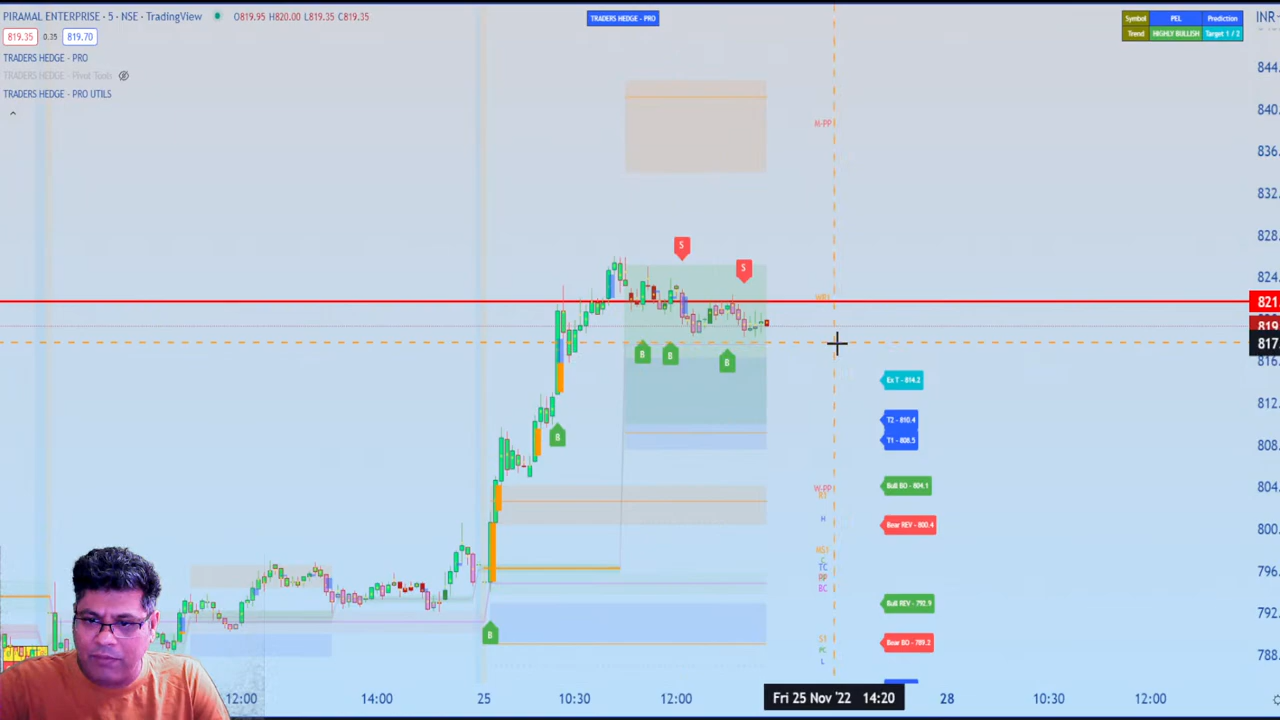 PIRAMAL ENTERPRISE · 5 · NSE · TradingView O819.95 H820.00 L819.35 C819.35
TRADERS HEDGE - PRO
Symbol PEL Prediction
Trend HIGHLY BULLISH Target 1 / 2
INR
819.35 0.35 819.70
TRADERS HEDGE - PRO
TRADERS HEDGE - Pivot Tools
TRADERS HEDGE - PRO UTILS
844.
840.
M-PP
836.
832.
828.
S
S
824.
821.
819
817.
B
B
B
816.
Ex T - 814.2
812.
T2 - 810.4
B
T1 - 808.5
808.
Bull BO - 804.1
W-PP
804.
H
Bear REV - 800.4
800.
MS1
C
TC
PP
BC
796.
Bull REV - 792.9
792.
B
S1
PC
L
Bear BO - 789.2
788.
12:00 14:00 25 10:30 12:00 Fri 25 Nov '22 14:20 28 10:30 12:00